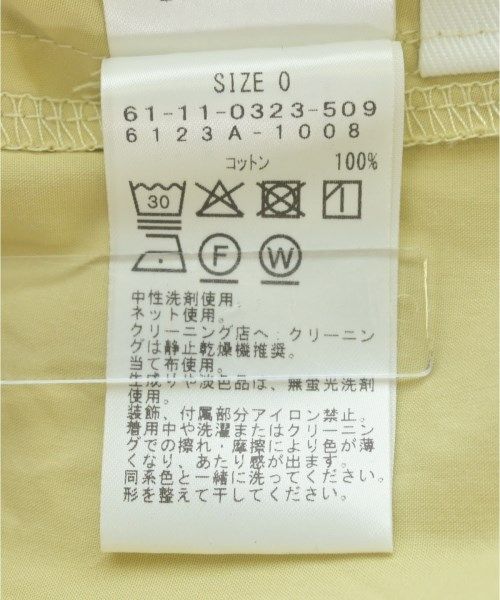 SIZE 0
61-11-0323-509
6123A-1008
コットン 100%
30
F W
中性洗剤使用。
ネット使用。
クリーニング店へ クリーニン
グは静止乾燥機推奨。
当て布使用。
生成りや淡色品は、無蛍光洗剤
使用。
装飾、付属部分アイロン禁止。
着用中や洗濯またはクリーニン
グでの擦れ・摩擦により色が薄
くなり、あたり感が出ます。
同系色と一緒に洗ってください。
形を整えて干してください。